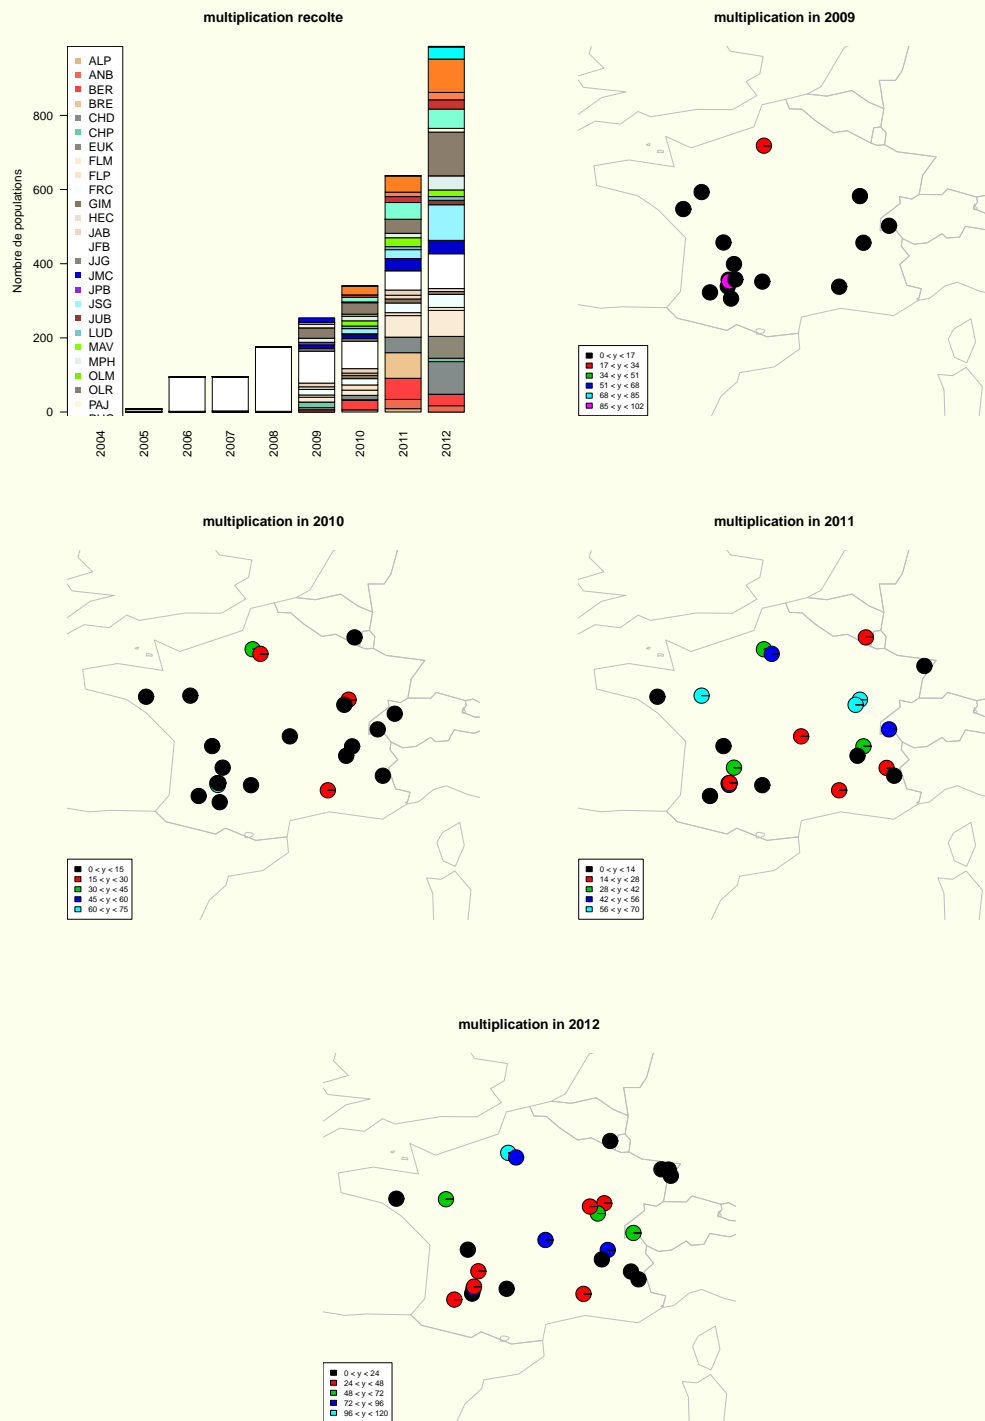 multiplication recolte
Nombre de populations
800
600
400
200
0
ALP
ANB
BER
BRE
CHD
CHP
EUK
FLM
FLP
FRC
GIM
HEC
JAB
JFB
JJG
JMC
JPB
JSG
JUB
LUD
MAV
MPH
OLM
OLR
PAJ
2004
2005
2006
2007
2008
2009
2010
2011
2012
multiplication in 2009
0 < y < 17
17 < y < 34
34 < y < 51
51 < y < 68
68 < y < 85
85 < y < 102
multiplication in 2010
0 < y < 15
15 < y < 30
30 < y < 45
45 < y < 60
60 < y < 75
multiplication in 2011
0 < y < 14
14 < y < 28
28 < y < 42
42 < y < 56
56 < y < 70
multiplication in 2012
0 < y < 24
24 < y < 48
48 < y < 72
72 < y < 96
96 < y < 120